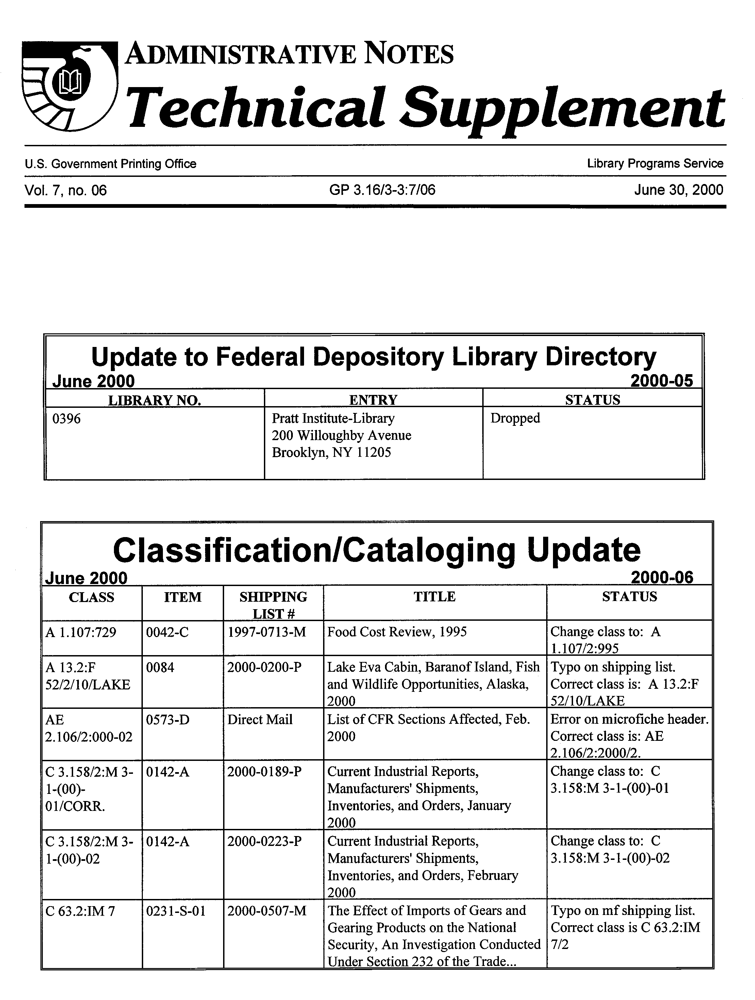 ADMINISTRATIVE NOTES
Technical Supplement
U.S. Government Printing Office Library Programs Service
Vol. 7, no. 06 GP 3.16/3-3:7/06 June 30, 2000
Update to Federal Depository Library Directory
June 2000 2000-05
LIBRARY NO. ENTRY STATUS
0396 Pratt Institute-Library Dropped
200 Willoughby Avenue
Brooklyn, NY 11205
Classification/Cataloging Update
June 2000 2000-06
CLASS ITEM SHIPPING TITLE STATUS
LIST #
A 1.107:729 0042-C 1997-0713-M Food Cost Review, 1995 Change class to: A
1.107/2:995
A 13.2:F 0084 2000-0200-P Lake Eva Cabin, Baranof Island, Fish Typo on shipping list.
52/2/10/LAKE and Wildlife Opportunities, Alaska, Correct class is: A 13.2:F
2000 52/10/LAKE
AE 0573-D Direct Mail List of CFR Sections Affected, Feb. Error on microfiche header.
2.106/2:000-02 2000 Correct class is: AE
2.106/2:2000/2.
C 3.158/2:M 3- 0142-A 2000-0189-P Current Industrial Reports, Change class to: C
1-(00)- Manufacturers' Shipments, 3.158:M 3-1-(00)-01
01/CORR. Inventories, and Orders, January
2000
C 3.158/2:M 3- 0142-A 2000-0223-P Current Industrial Reports, Change class to: C
1-(00)-02 Manufacturers' Shipments, 3.158:M 3-1-(00)-02
Inventories, and Orders, February
2000
C 63.2:IM 7 0231-S-01 2000-0507-M The Effect of Imports of Gears and Typo on mf shipping list.
Gearing Products on the National Correct class is C 63.2:IM
Security, An Investigation Conducted 7/2
Under Section 232 of the Trade...